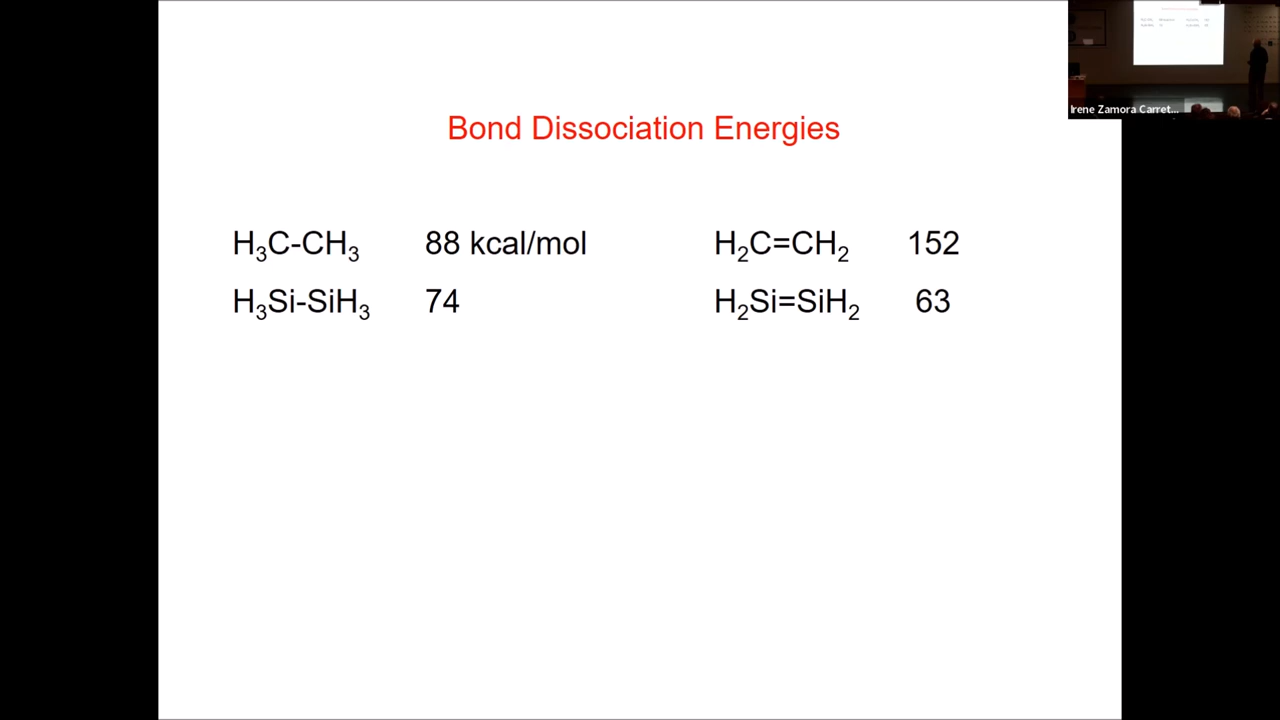 Bond Dissociation Energies
H₃C-CH₃ 88 kcal/mol H₂C=CH₂ 152
H₃Si-SiH₃ 74 H₂Si=SiH₂ 63
Irene Zamora Carret...